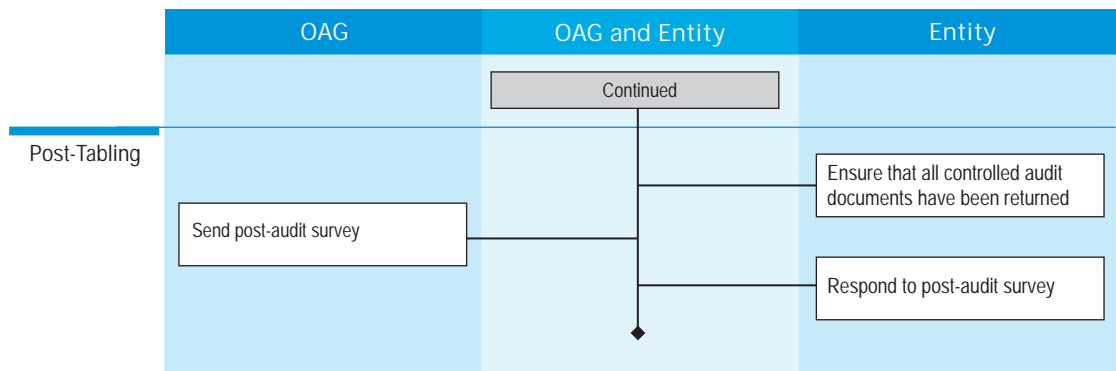 OAG
OAG and Entity
Entity
Continued
Post-Tabling
Ensure that all controlled audit
documents have been returned
Send post-audit survey
Respond to post-audit survey